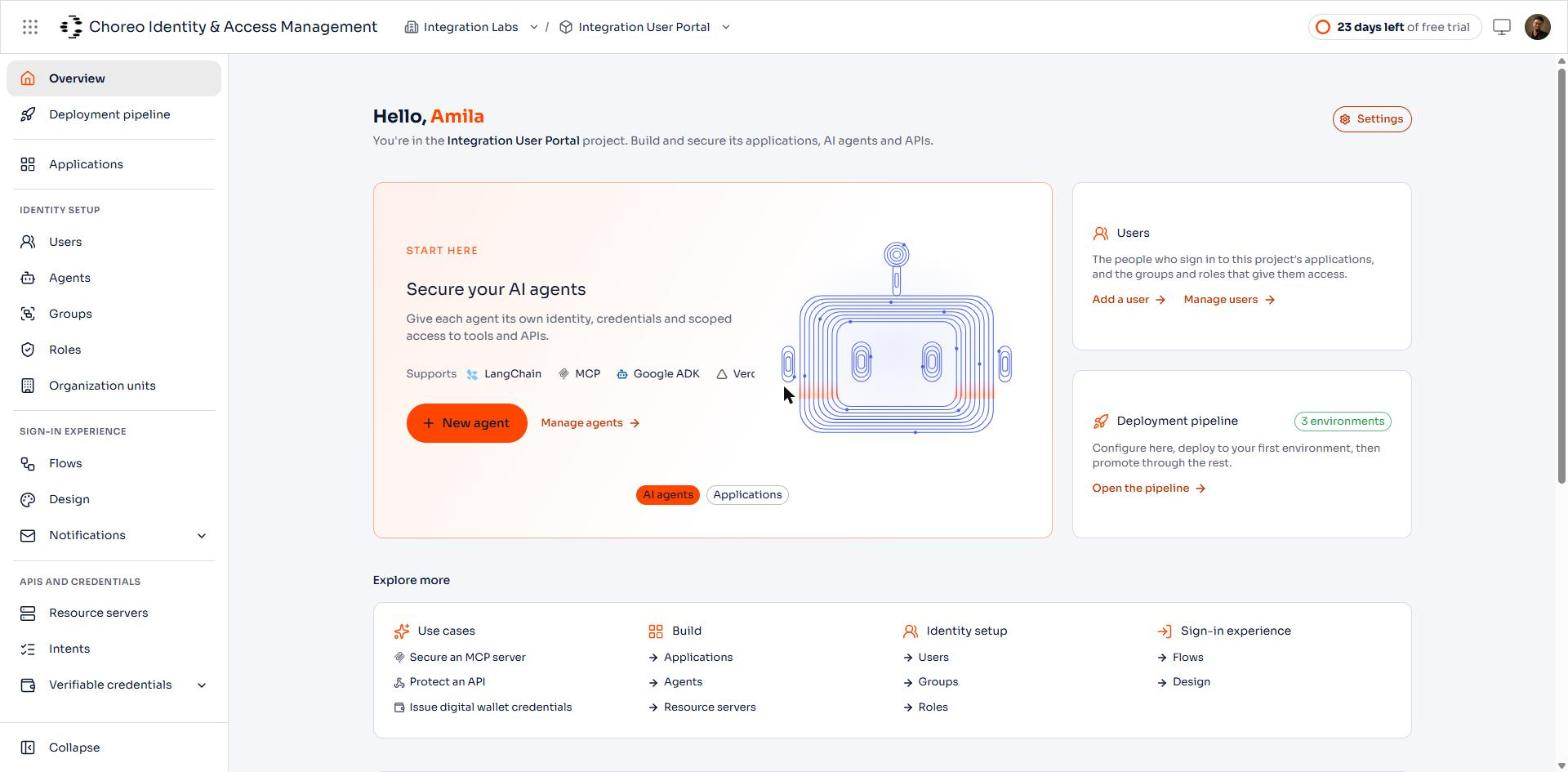 Choreo Identity & Access Management
Integration Labs / Integration User Portal
23 days left of free trial
Overview
Deployment pipeline
Applications
IDENTITY SETUP
Users
Agents
Groups
Roles
Organization units
SIGN-IN EXPERIENCE
Flows
Design
Notifications
APIS AND CREDENTIALS
Resource servers
Intents
Verifiable credentials
Collapse
Hello, Amila
You're in the Integration User Portal project. Build and secure its applications, AI agents and APIs.
Settings
START HERE
Secure your AI agents
Give each agent its own identity, credentials and scoped
access to tools and APIs.
Supports LangChain MCP Google ADK Verc
+ New agent Manage agents →
AI agents Applications
Users
The people who sign in to this project's applications,
and the groups and roles that give them access.
Add a user → Manage users →
Deployment pipeline 3 environments
Configure here, deploy to your first environment, then
promote through the rest.
Open the pipeline →
Explore more
Use cases
Secure an MCP server
Protect an API
Issue digital wallet credentials
Build
→ Applications
→ Agents
→ Resource servers
Identity setup
→ Users
→ Groups
→ Roles
Sign-in experience
→ Flows
→ Design